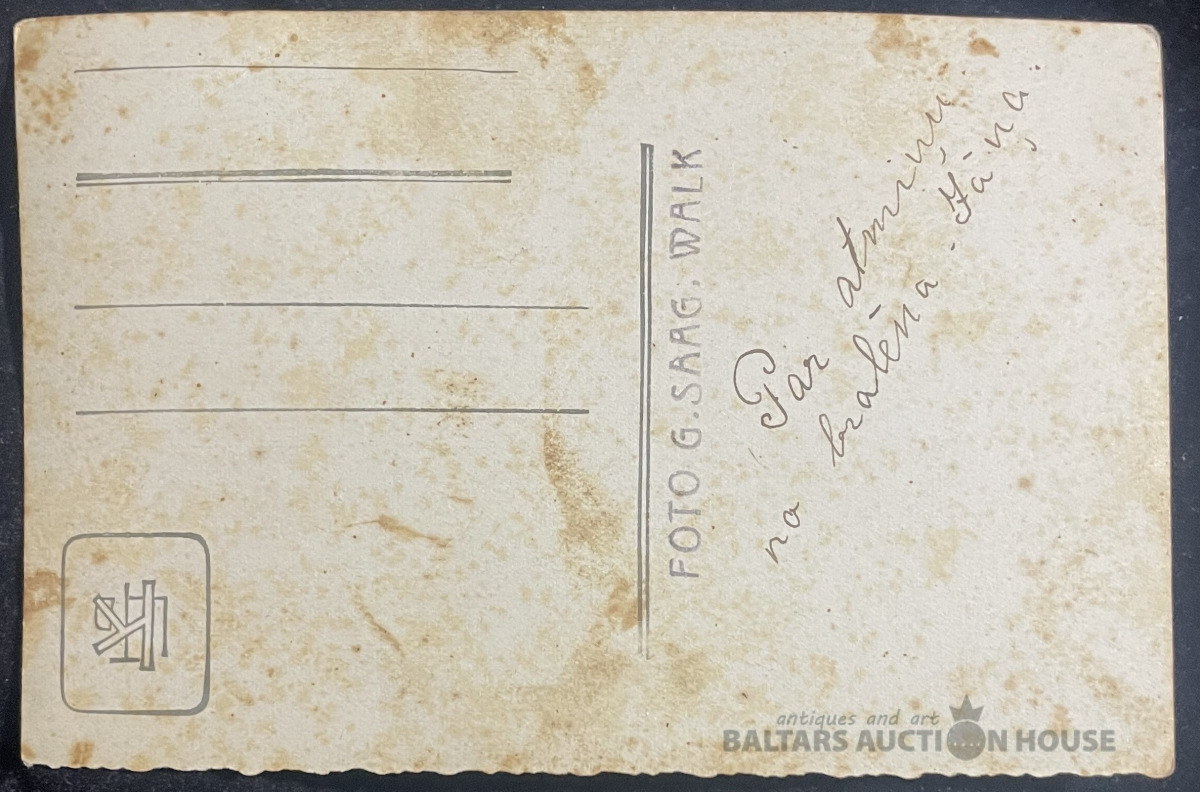 FOTO G. SAAG, WALK
Par atmiņu
no brālēna Jāņa.
antiques and art
BALTARS AUCTION HOUSE